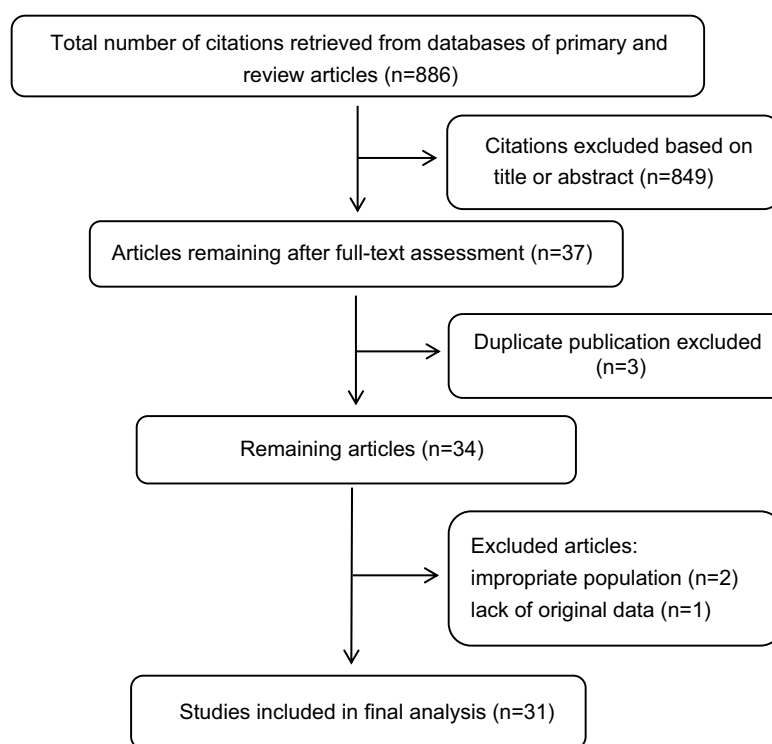 Total number of citations retrieved from databases of primary and
review articles (n=886)
Citations excluded based on
title or abstract (n=849)
Articles remaining after full-text assessment (n=37)
Duplicate publication excluded
(n=3)
Remaining articles (n=34)
Excluded articles:
impropriate population (n=2)
lack of original data (n=1)
Studies included in final analysis (n=31)